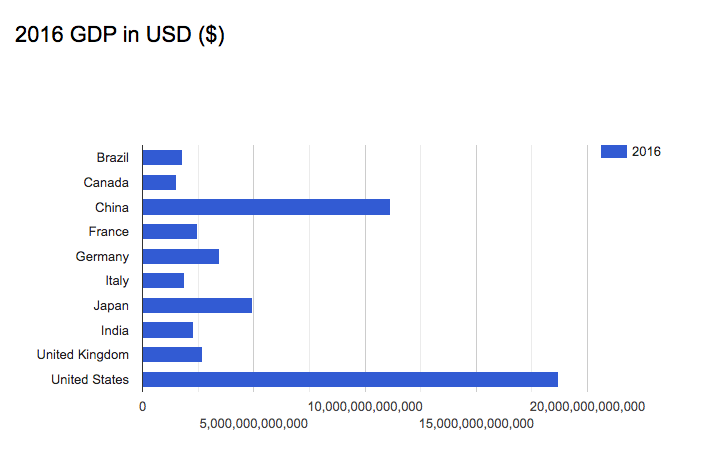 2016 GDP in USD ($)
2016
Brazil
Canada
China
France
Germany
Italy
Japan
India
United Kingdom
United States
0
5,000,000,000,000
10,000,000,000,000
15,000,000,000,000
20,000,000,000,000